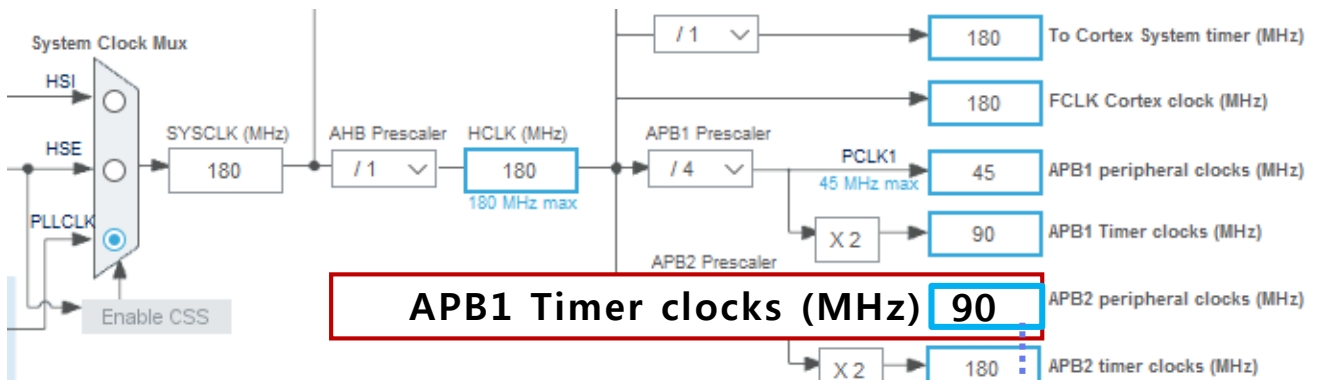 / 1
180
To Cortex System timer (MHz)
System Clock Mux
HSI
180
FCLK Cortex clock (MHz)
SYSCLK (MHz)
AHB Prescaler
HCLK (MHz)
APB1 Prescaler
HSE
180
/ 1
180
/ 4
PCLK1
45
APB1 peripheral clocks (MHz)
180 MHz max
45 MHz max
PLLCLK
X 2
90
APB1 Timer clocks (MHz)
APB2 Prescaler
APB1 Timer clocks (MHz) 90
APB2 peripheral clocks (MHz)
Enable CSS
X 2
180
APB2 timer clocks (MHz)